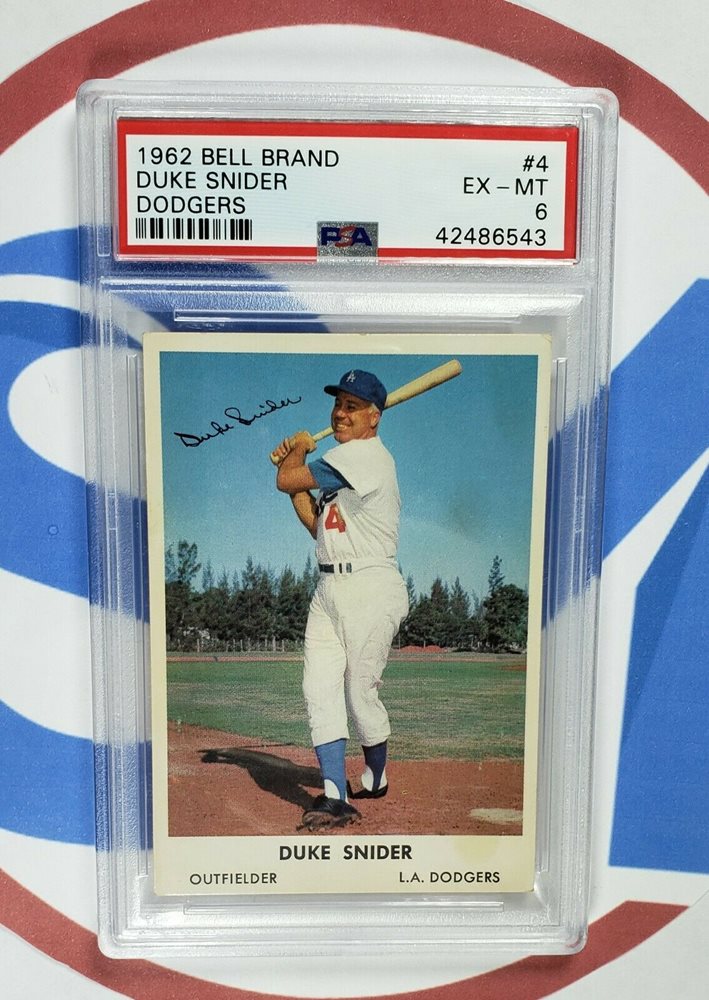 1962 BELL BRAND #4
DUKE SNIDER EX - MT
DODGERS 6
PSA 42486543
A
Duke Snider
4
DUKE SNIDER
OUTFIELDER L.A. DODGERS